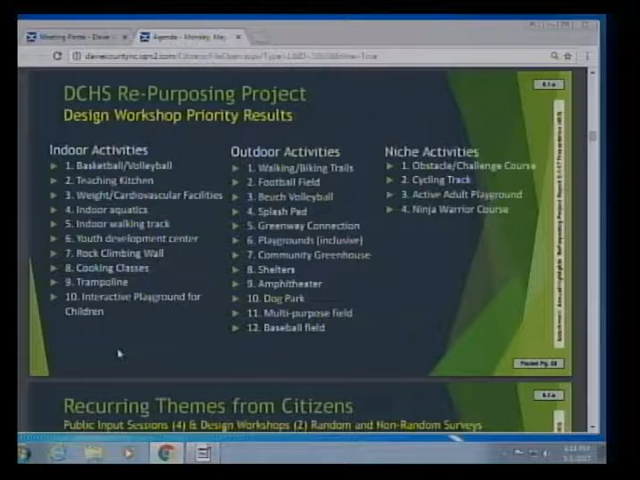 Meeting Portal - Davie C
Agenda - Monday, May
DCHS Re-Purposing Project
Design Workshop Priority Results
Indoor Activities
1. Basketball/Volleyball
2. Teaching Kitchen
3. Weight/Cardiovascular Facilities
4. Indoor aquatics
5. Indoor walking track
6. Youth development center
7. Rock Climbing Wall
8. Cooking Classes
9. Trampoline
10. Interactive Playground for
Children
Outdoor Activities
1. Walking/Biking Trails
2. Football Field
3. Beach Volleyball
4. Splash Pad
5. Greenway Connection
6. Playgrounds (inclusive)
7. Community Greenhouse
8. Shelters
9. Amphitheater
10. Dog Park
11. Multi-purpose field
12. Baseball field
Niche Activities
1. Obstacle/Challenge Course
2. Cycling Track
3. Active Adult Playground
4. Ninja Warrior Course
Recurring Themes from Citizens
Public Input Sessions (4) & Design Workshops (2) Random and Non-Random Surveys